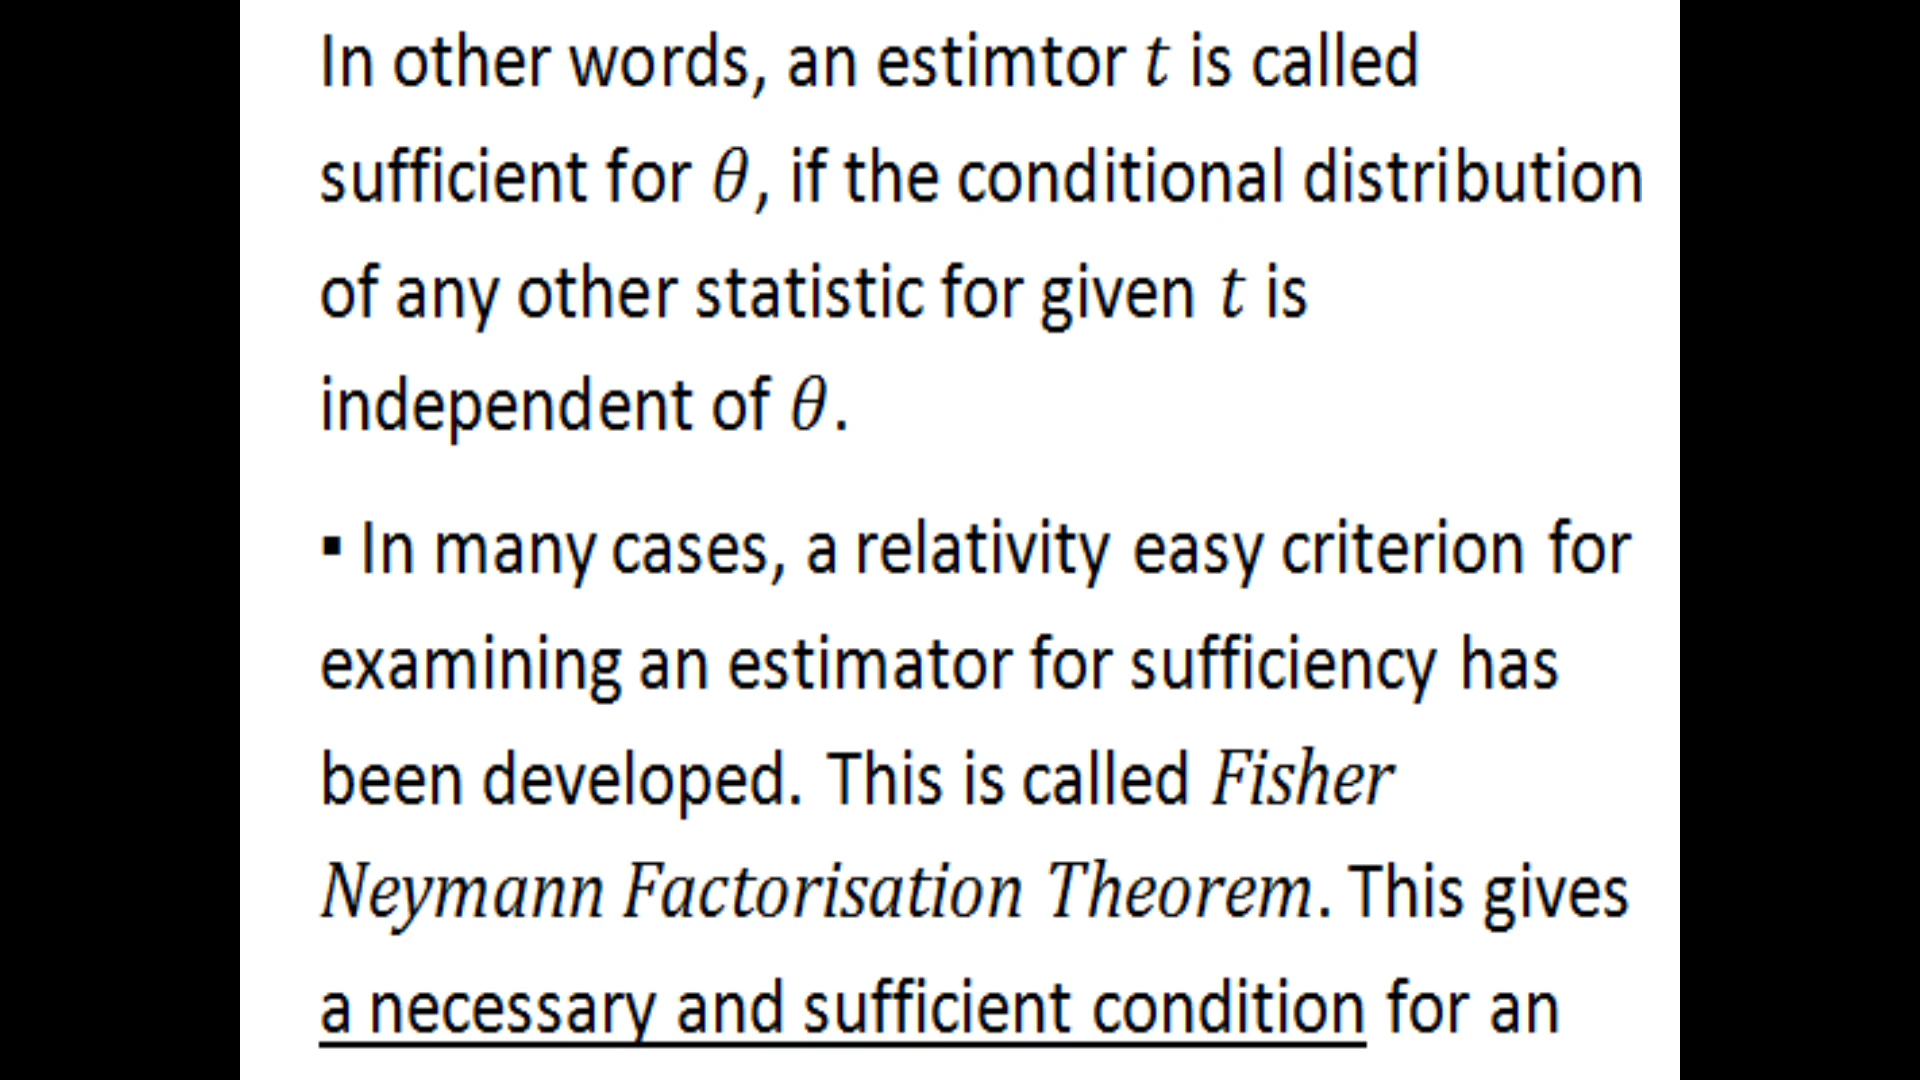 In other words, an estimtor t is called
sufficient for θ, if the conditional distribution
of any other statistic for given t is
independent of θ.
▪ In many cases, a relativity easy criterion for
examining an estimator for sufficiency has
been developed. This is called Fisher
Neymann Factorisation Theorem. This gives
a necessary and sufficient condition for an